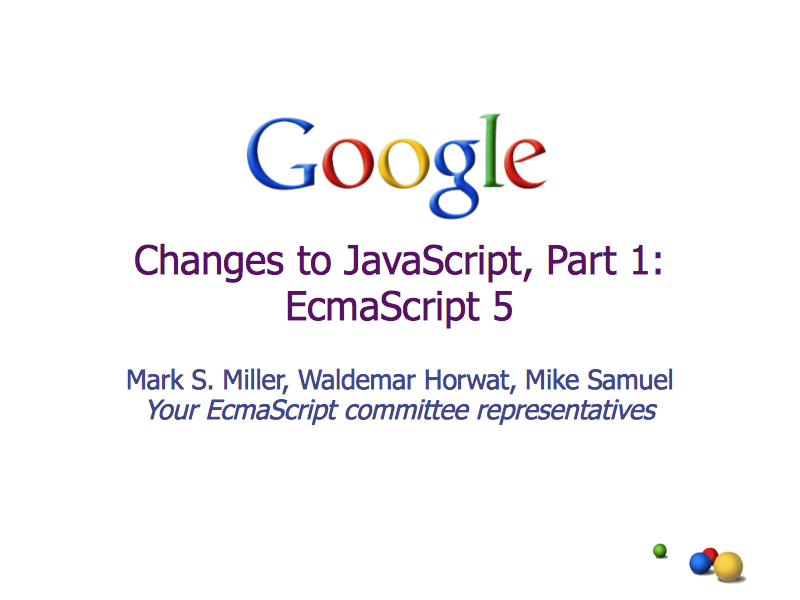 Google
Changes to JavaScript, Part 1:
EcmaScript 5
Mark S. Miller, Waldemar Horwat, Mike Samuel
Your EcmaScript committee representatives